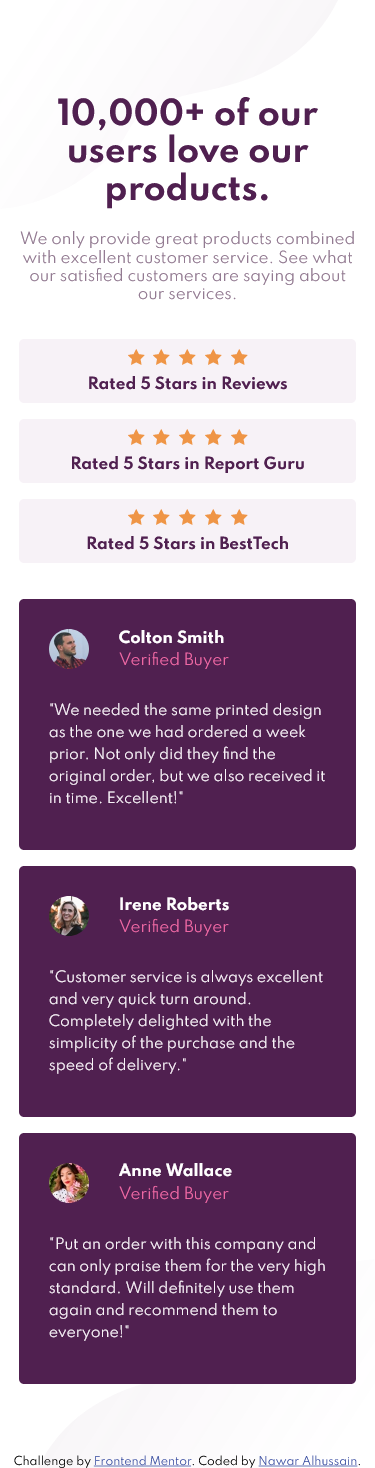 10,000+ of our
users love our
products.
We only provide great products combined
with excellent customer service. See what
our satisfied customers are saying about
our services.
Rated 5 Stars in Reviews
Rated 5 Stars in Report Guru
Rated 5 Stars in BestTech
Colton Smith
Verified Buyer
"We needed the same printed design
as the one we had ordered a week
prior. Not only did they find the
original order, but we also received it
in time. Excellent!"
Irene Roberts
Verified Buyer
"Customer service is always excellent
and very quick turn around.
Completely delighted with the
simplicity of the purchase and the
speed of delivery."
Anne Wallace
Verified Buyer
"Put an order with this company and
can only praise them for the very high
standard. Will definitely use them
again and recommend them to
everyone!"
Challenge by Frontend Mentor. Coded by Nawar Alhussain.